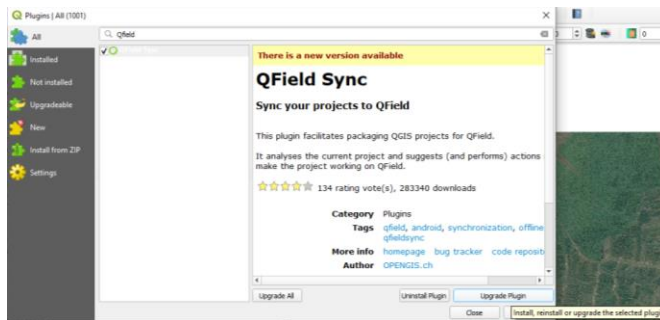 Plugins | All (1001)
All
Installed
Not installed
Upgradeable
New
Install from ZIP
Settings
Qfield
There is a new version available
QField Sync
Sync your projects to QField
This plugin facilitates packaging QGIS projects for QField.
It analyses the current project and suggests (and performs) actions
make the project working on QField.
134 rating vote(s), 283340 downloads
Category Plugins
Tags qfield, android, synchronization, offline
qfieldsync
More info homepage bug tracker code reposit
Author OPENGIS.ch
Upgrade All Uninstall Plugin Upgrade Plugin
Close Install, reinstall or upgrade the selected plug
0